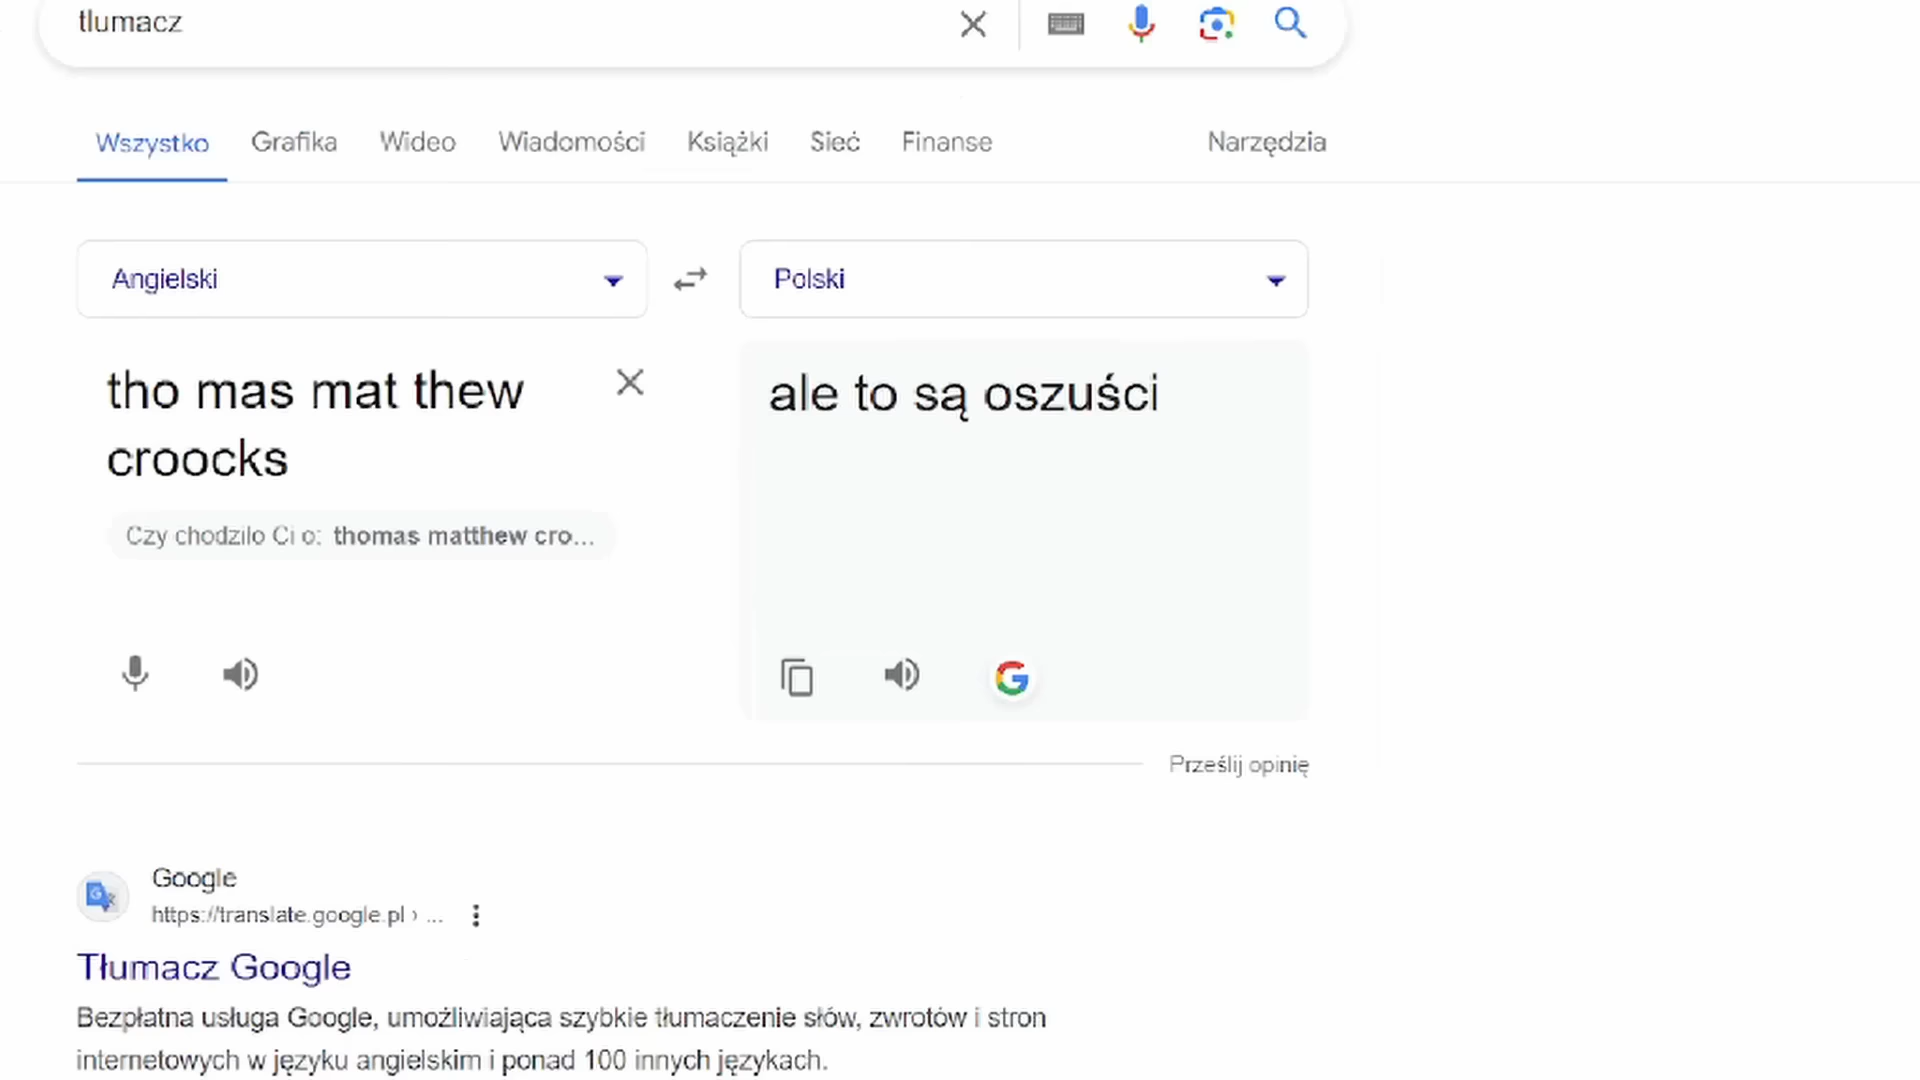 tlumacz
Wszystko Grafika Wideo Wiadomości Książki Sieć Finanse Narzędzia
Angielski Polski
tho mas mat thew
croocks
ale to są oszuści
Czy chodzilo Ci o: thomas matthew cro...
Prześlij opinię
Google
https://translate.google.pl › ...
Tłumacz Google
Bezpłatna usługa Google, umożliwiająca szybkie tłumaczenie słów, zwrotów i stron
internetowych w języku angielskim i ponad 100 innych językach.